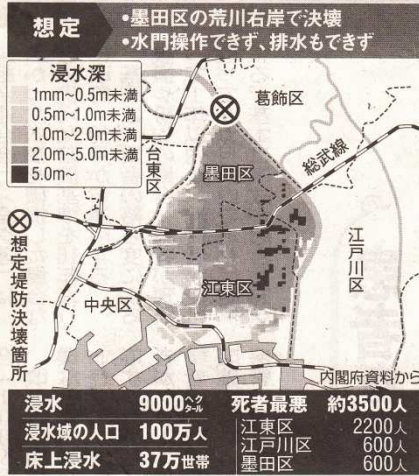 想定
•墨田区の荒川右岸で決壊
•水門操作できず、排水もできず
浸水深
1mm~0.5m未満
0.5m~1.0m未満
1.0m~2.0m未満
2.0m~5.0m未満
5.0m~
葛飾区
台東区
墨田区
総武線
江東区
江戸川区
中央区
想定堤防決壊箇所
内閣府資料から
浸水 9000ヘクタール
浸水域の人口 100万人
床上浸水 37万世帯
死者最悪 約3500人
江東区 2200人
江戸川区 600人
墨田区 600人